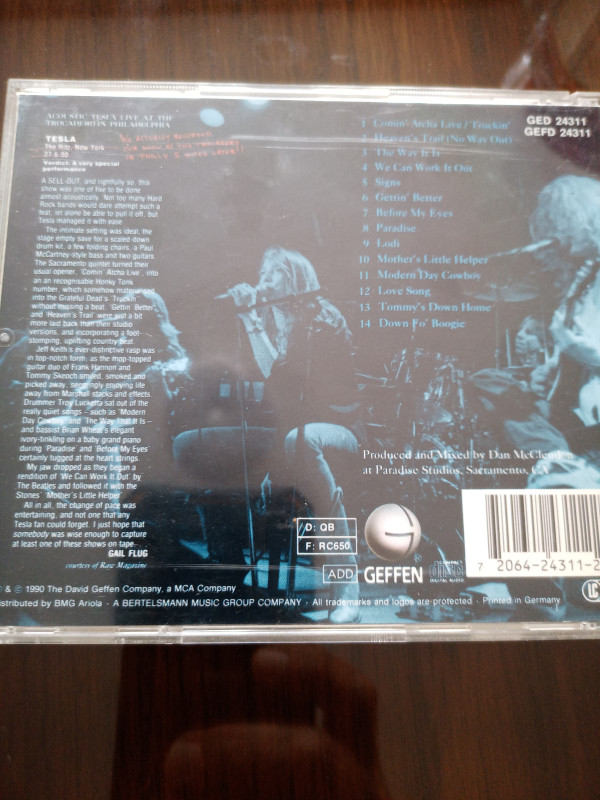 ACOUSTIC TESLA LIVE AT THE
TROCADERO IN PHILADELPHIA
TESLA
The Ritz, New York
27.6.90
Verdict: A very special
performance
A SELL-OUT, and rightfully so, this
show was one of five to be done
almost acoustically. Not too many Hard
Rock bands would dare attempt such a
feat, let alone be able to pull it off, but
Tesla managed it with ease.
The intimate setting was ideal, the
stage empty save for a scaled down
drum kit, a few folding chairs, a Paul
McCartney-style bass and two guitars.
The Sacramento quintet turned their
usual opener, 'Comin' Atcha Live', into
an an recognisable Honky Tonk
number, which somehow materialised
into the Grateful Dead's 'Truckin''
without missing a beat. 'Gettin' Better'
and 'Heaven's Trail' were just a bit
more laid back than their studio
versions, and incorporating a foot-
stomping, uplifting country beat.
Jeff Keith's ever-distinctive rasp was
in top-notch form, as the mop-topped
guitar duo of Frank Hannon and
Tommy Skeoch smiled, smoked and
picked away, seemingly enjoying life
away from Marshall stacks and effects.
Drummer Troy Luccketta sat out of the
really quiet songs – such as 'Modern
Day Cowboy' and 'The Way That It Is –
and bassist Brian Wheat's elegant
ivory-tinkling on a baby grand piano
during 'Paradise' and 'Before My Eyes'
certainly tugged at the heart strings.
My jaw dropped as they began a
rendition of 'We Can Work It Out' by
The Beatles and followed it with the
Stones' 'Mother's Little Helper'.
All in all, the change of pace was
entertaining, and not one that any
Tesla fan could forget. I just hope that
somebody was wise enough to capture
at least one of these shows on tape.
GAIL FLUG
courtesy of Raw Magazine
1 Comin' Atcha Live / Truckin'
2 Heaven's Trail (No Way Out)
3 The Way It Is
4 We Can Work It Out
5 Signs
6 Gettin' Better
7 Before My Eyes
8 Paradise
9 Lodi
10 Mother's Little Helper
11 Modern Day Cowboy
12 Love Song
13 Tommy's Down Home
14 Down Fo' Boogie
GED 24311
GEFD 24311
Produced and Mixed by Dan
at Paradise Studios, Sacramento, CA
D: QB
F: RC650
ADD
GEFFEN
COMPACT
disc
DIGITAL AUDIO
7 2064-24311-2
& © 1990 The David Geffen Company, a MCA Company
istributed by BMG Ariola · A BERTELSMANN MUSIC GROUP COMPANY · All trademarks and logos are protected · Printed in Germany
LC